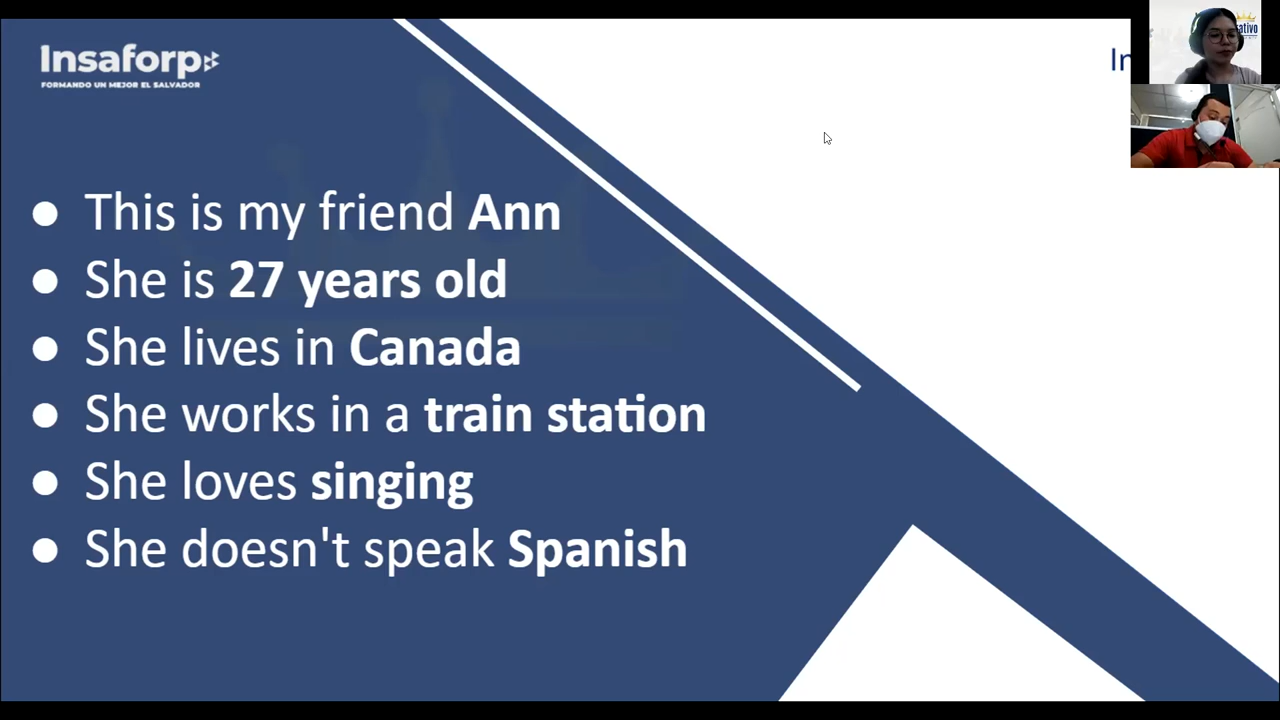 Insaforp
FORMANDO UN MEJOR EL SALVADOR
● This is my friend Ann
● She is 27 years old
● She lives in Canada
● She works in a train station
● She loves singing
● She doesn't speak Spanish